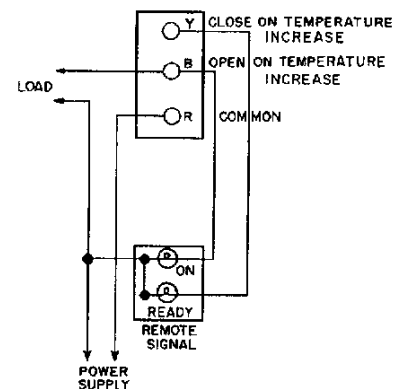 Y CLOSE ON TEMPERATURE
INCREASE
B OPEN ON TEMPERATURE
INCREASE
LOAD
R COMMON
ON
READY
REMOTE
SIGNAL
POWER
SUPPLY